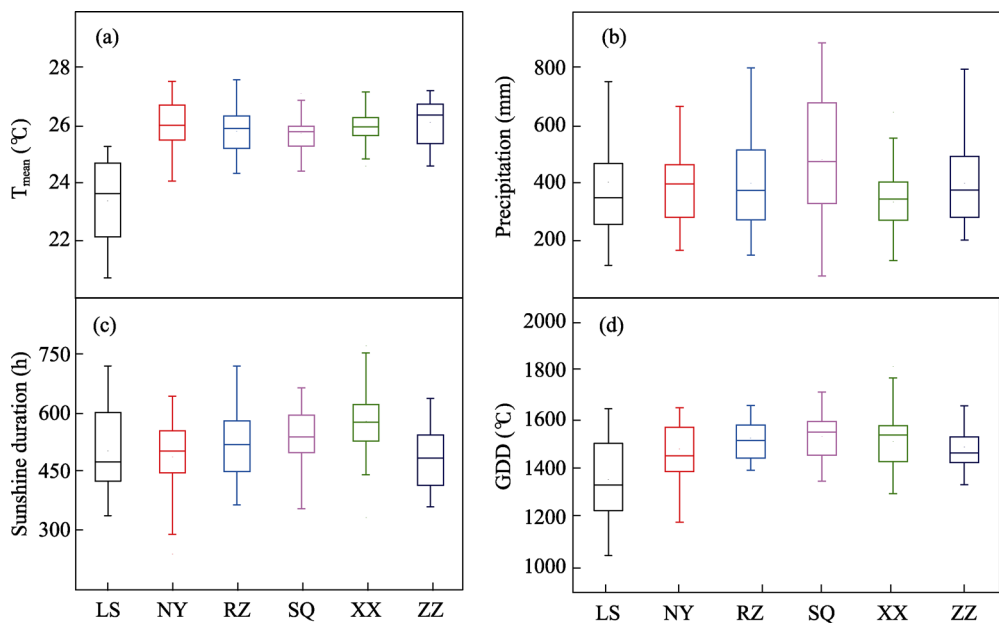 (a)
T_mean (℃)
28
26
24
22
(b)
Precipitation (mm)
800
600
400
200
(c)
Sunshine duration (h)
750
600
450
300
LS NY RZ SQ XX ZZ
(d)
GDD (℃)
2000
1800
1600
1400
1200
1000
LS NY RZ SQ XX ZZ